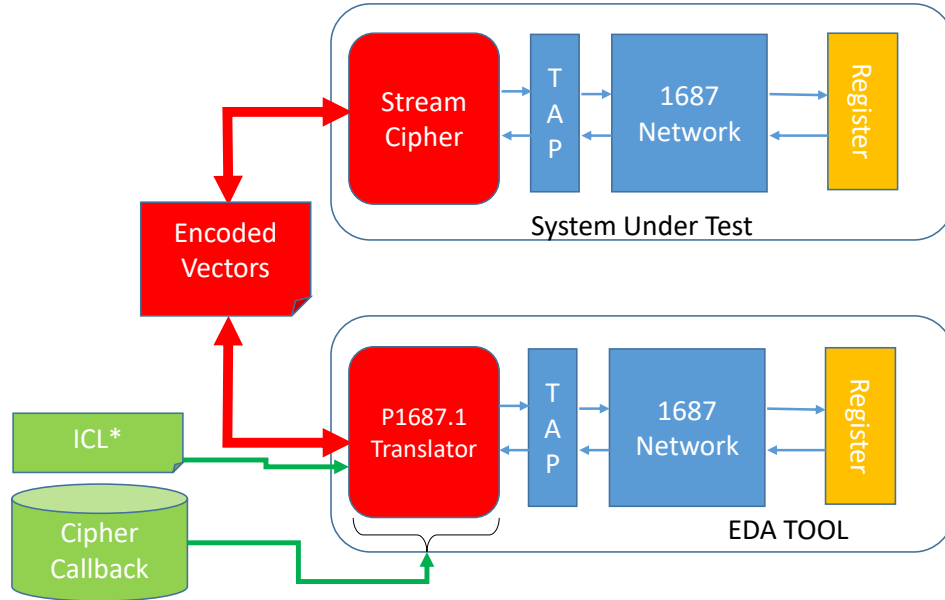 Stream
Cipher
T
A
P
1687
Network
Register
System Under Test
Encoded
Vectors
P1687.1
Translator
T
A
P
1687
Network
Register
EDA TOOL
ICL*
Cipher
Callback